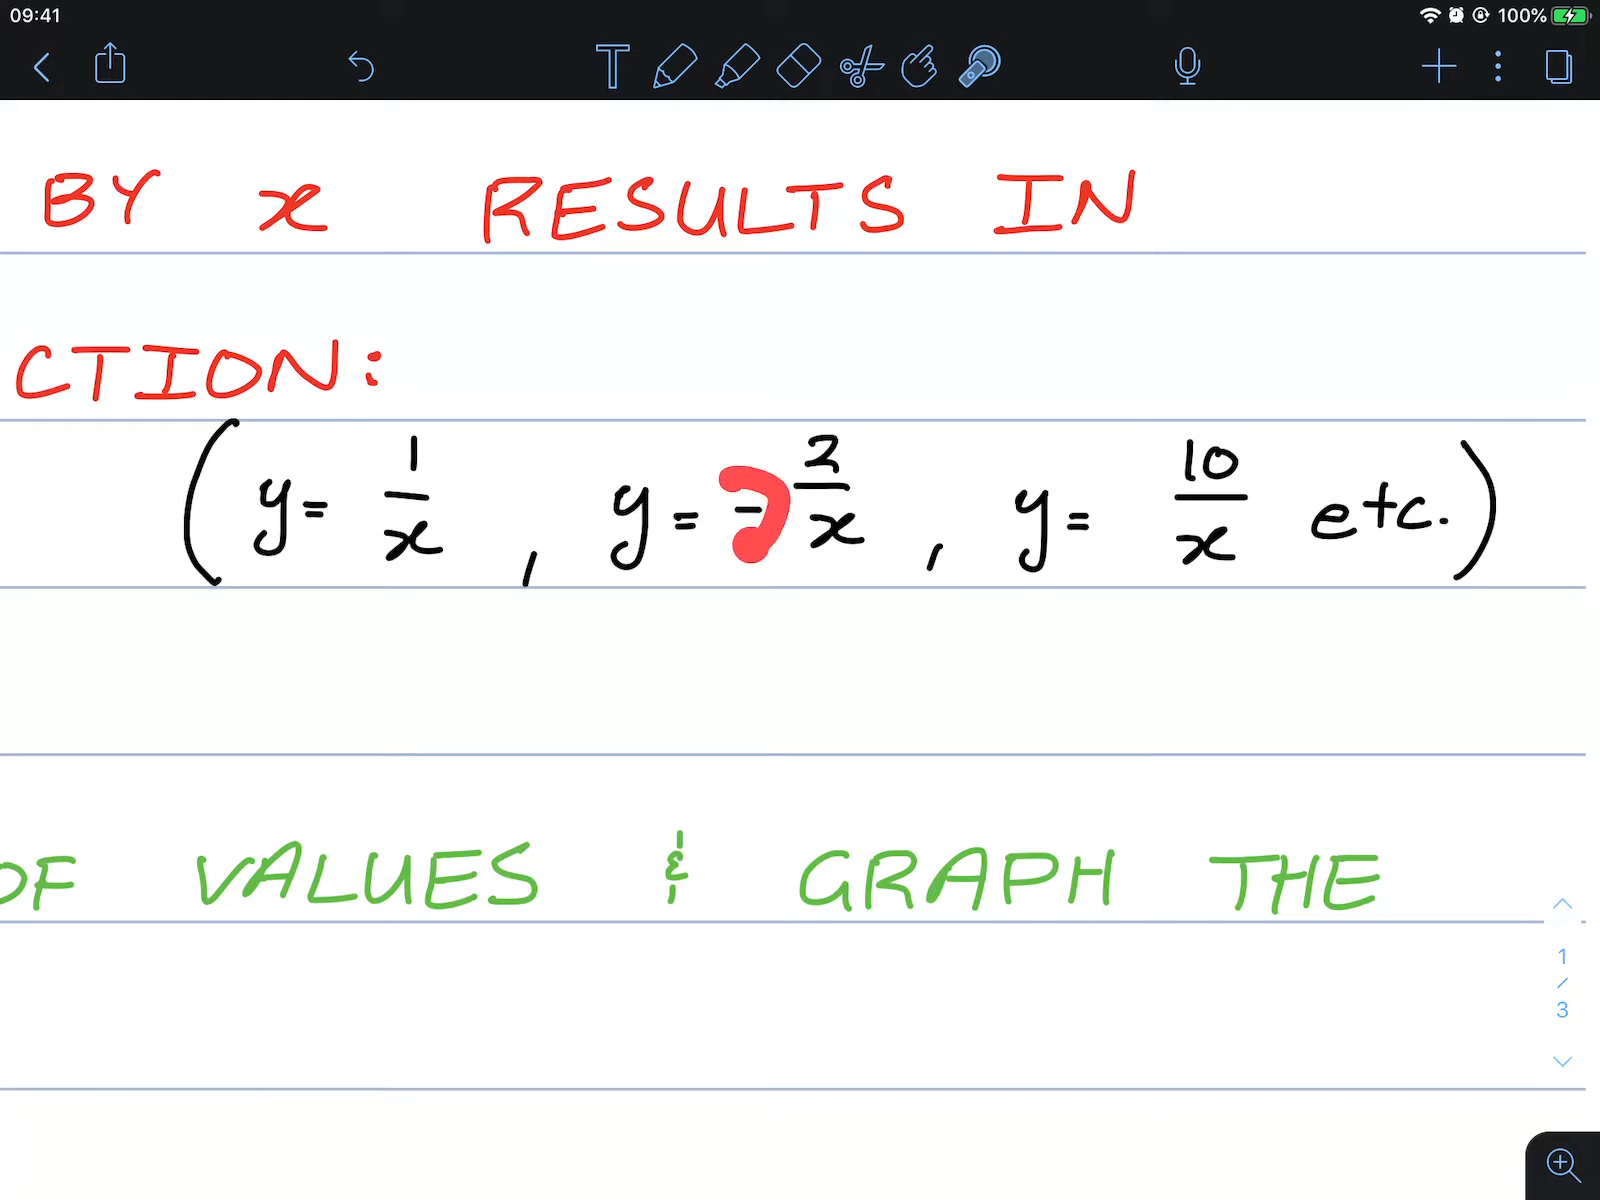 09:41 100%
BY x RESULTS IN
CTION:
(y = 1/x , y = - 2/x , y = 10/x etc.)
OF VALUES & GRAPH THE
1
/
3